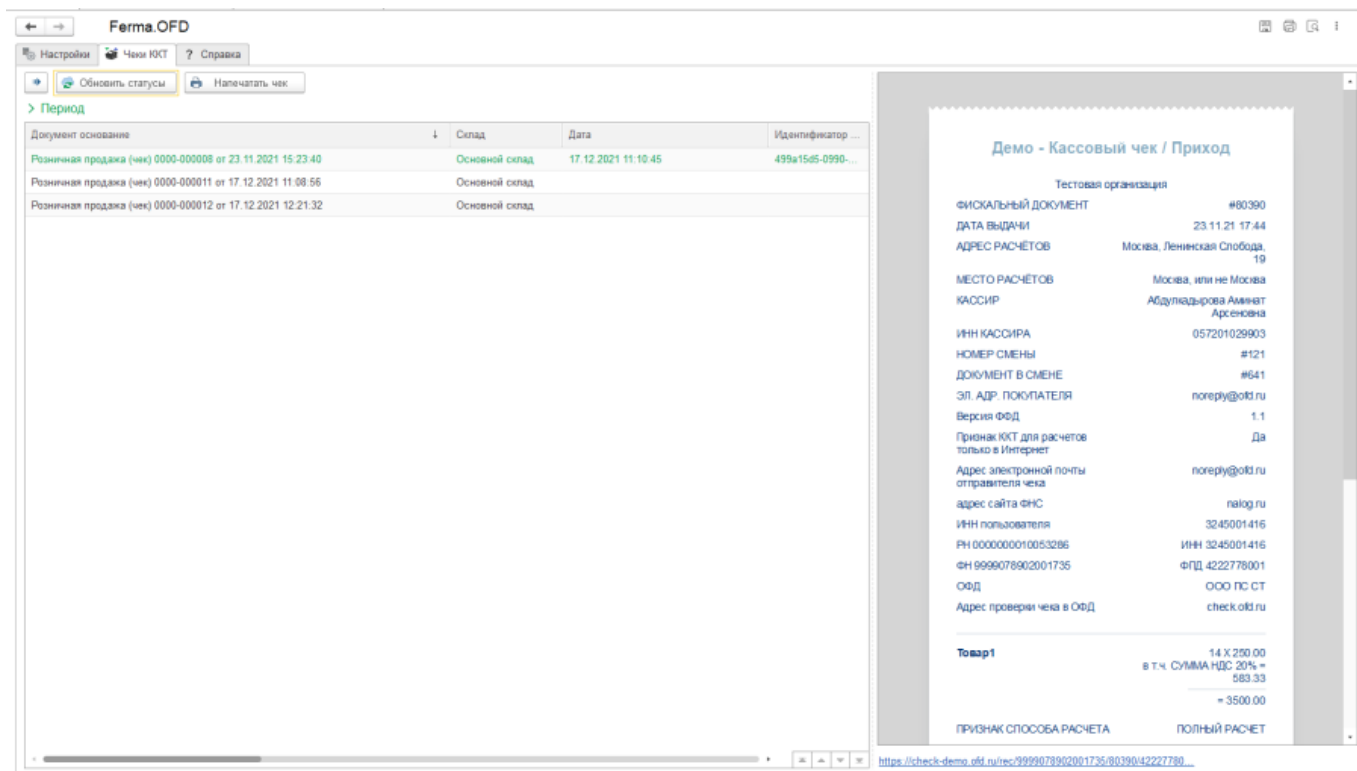 Ferma.OFD
Настройки
Чеки ККТ
? Справка
Обновить статусы
Напечатать чек
Период
Документ основание ↓ Склад Дата Идентификатор ...
Розничная продажа (чек) 0000-000008 от 23.11.2021 15:23:40 Основной склад 17.12.2021 11:10:45 499a15d5-0990-...
Розничная продажа (чек) 0000-000011 от 17.12.2021 11:08:56 Основной склад
Розничная продажа (чек) 0000-000012 от 17.12.2021 12:21:32 Основной склад
Демо - Кассовый чек / Приход
Тестовая организация
ФИСКАЛЬНЫЙ ДОКУМЕНТ #80390
ДАТА ВЫДАЧИ 23.11.21 17:44
АДРЕС РАСЧЁТОВ Москва, Ленинская Слобода,
19
МЕСТО РАСЧЁТОВ Москва, или не Москва
КАССИР Абдулкадырова Аминат
Арсеновна
ИНН КАССИРА 057201029903
НОМЕР СМЕНЫ #121
ДОКУМЕНТ В СМЕНЕ #641
ЭЛ. АДР. ПОКУПАТЕЛЯ noreply@ofd.ru
Версия ФФД 1.1
Признак ККТ для расчетов Да
только в Интернет
Адрес электронной почты noreply@ofd.ru
отправителя чека
адрес сайта ФНС nalog.ru
ИНН пользователя 3245001416
РН 0000000010053286 ИНН 3245001416
ФН 9999078902001735 ФПД 4222778001
ОФД ООО ПС СТ
Адрес проверки чека в ОФД check.ofd.ru
Товар1 14 X 250.00
в т.ч. СУММА НДС 20% =
583.33
= 3500.00
ПРИЗНАК СПОСОБА РАСЧЕТА ПОЛНЫЙ РАСЧЕТ
https://check-demo.ofd.ru/rec/9999078902001735/80390/42227780...